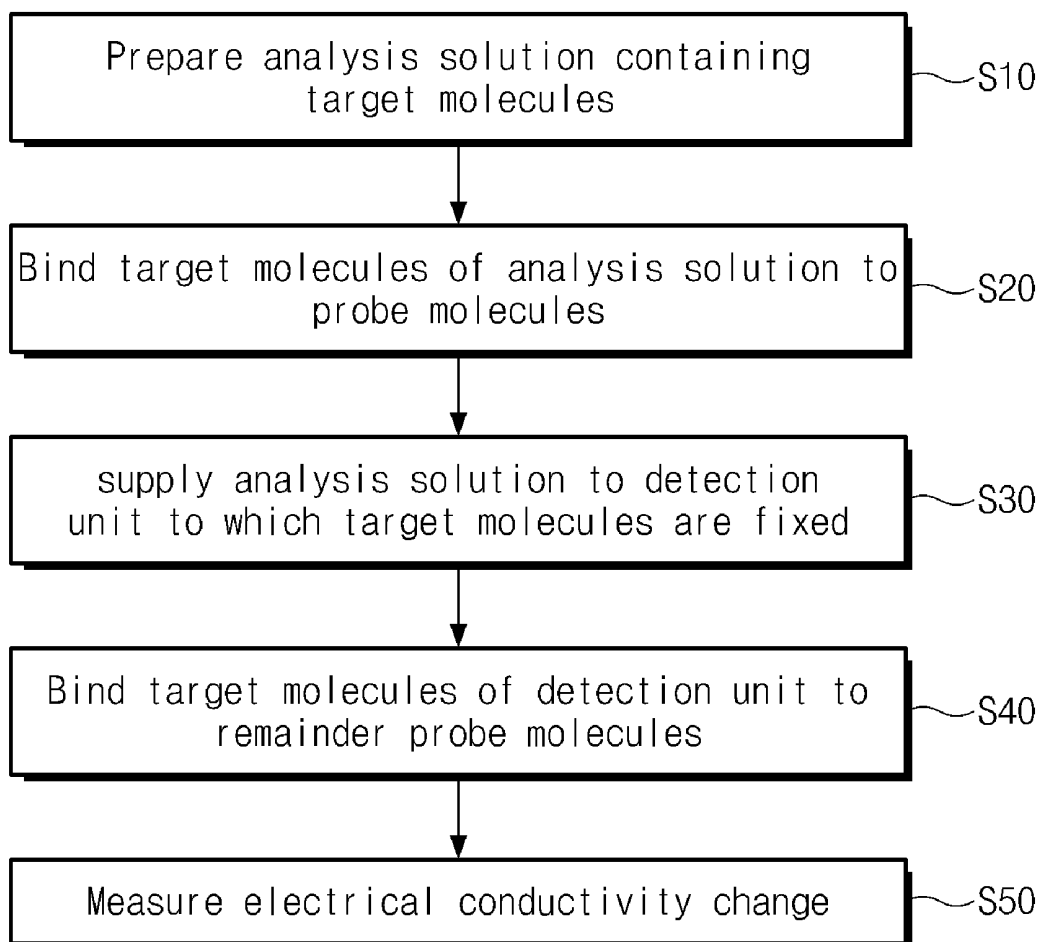 Prepare analysis solution containing
target molecules
S10
Bind target molecules of analysis solution to
probe molecules
S20
supply analysis solution to detection
unit to which target molecules are fixed
S30
Bind target molecules of detection unit to
remainder probe molecules
S40
Measure electrical conductivity change
S50